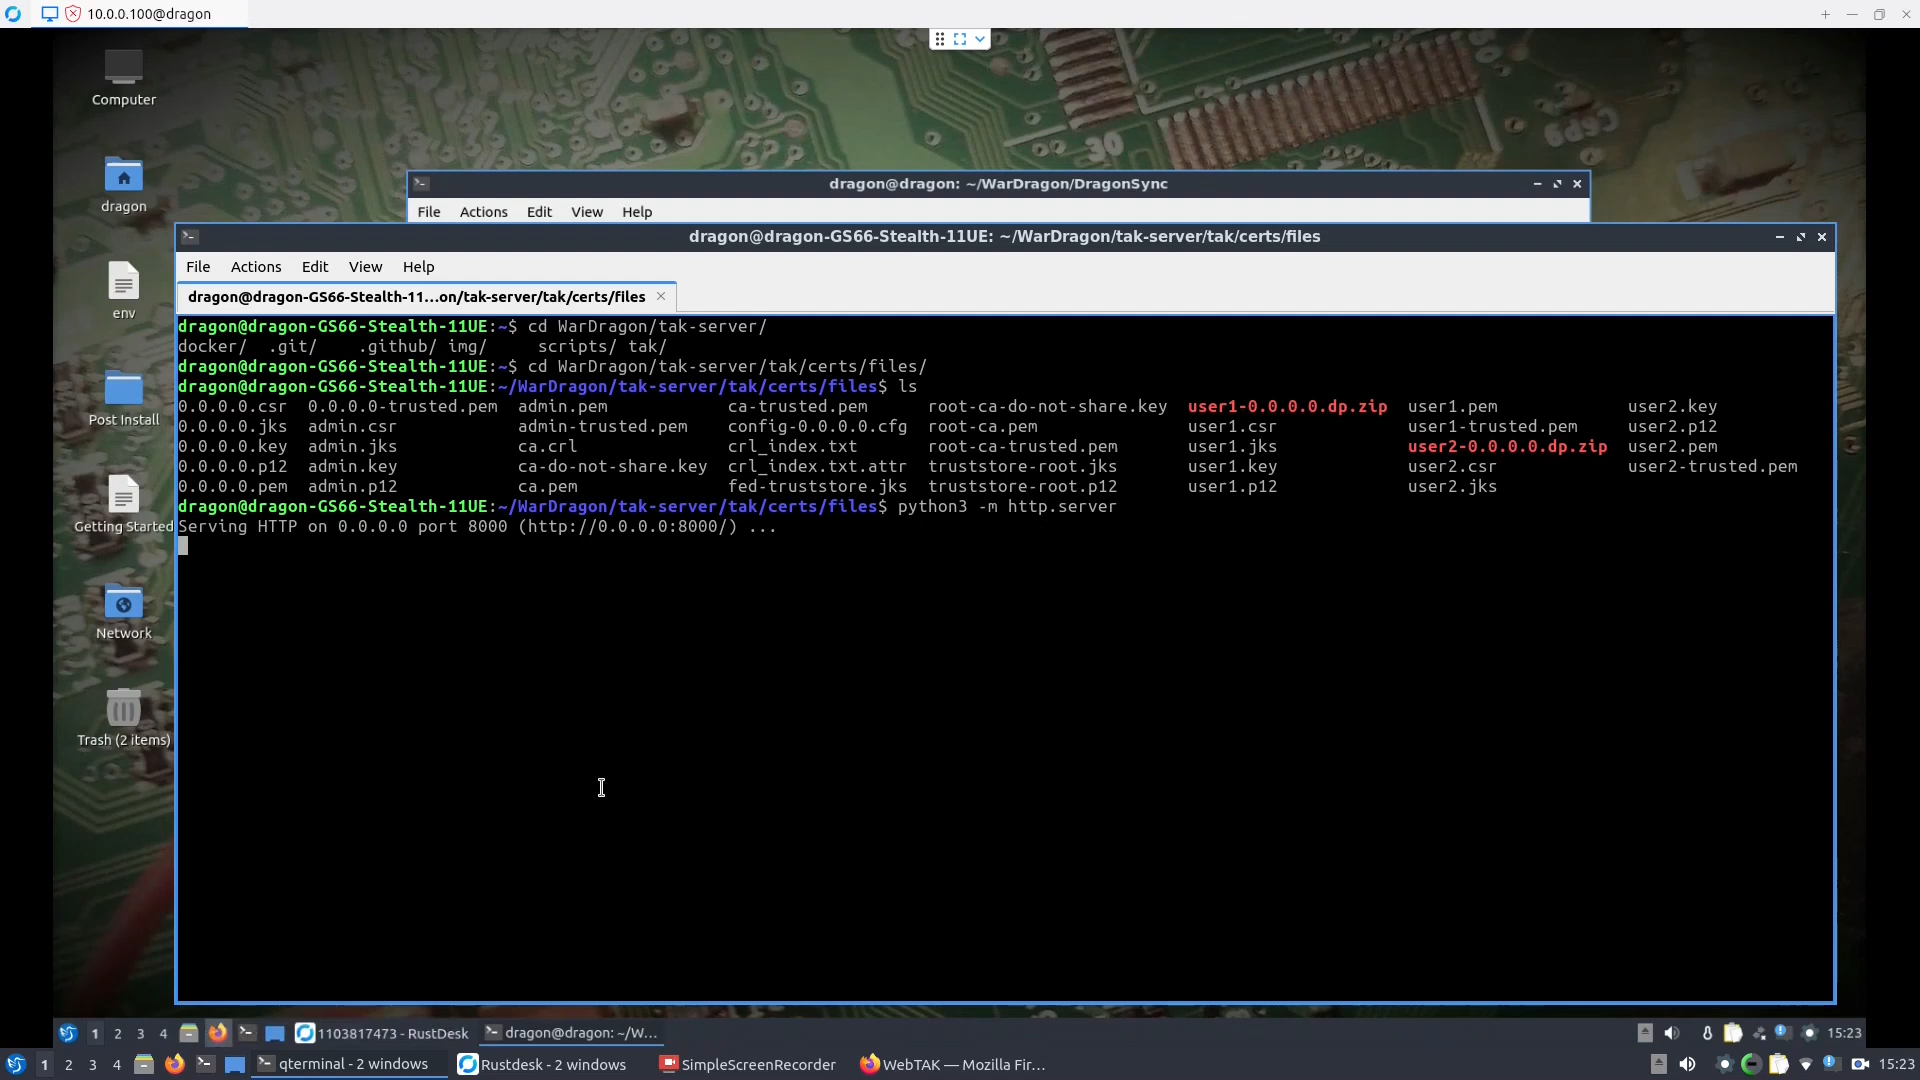 10.0.0.100@dragon
Computer
dragon
env
Post Install
Getting Started
Network
Trash (2 items)
dragon@dragon: ~/WarDragon/DragonSync
File Actions Edit View Help
dragon@dragon-GS66-Stealth-11UE: ~/WarDragon/tak-server/tak/certs/files
File Actions Edit View Help
dragon@dragon-GS66-Stealth-11...on/tak-server/tak/certs/files
dragon@dragon-GS66-Stealth-11UE:~$ cd WarDragon/tak-server/
docker/ .git/ .github/ img/ scripts/ tak/
dragon@dragon-GS66-Stealth-11UE:~$ cd WarDragon/tak-server/tak/certs/files/
dragon@dragon-GS66-Stealth-11UE:~/WarDragon/tak-server/tak/certs/files$ ls
0.0.0.0.csr 0.0.0.0-trusted.pem admin.pem ca-trusted.pem root-ca-do-not-share.key user1-0.0.0.0.dp.zip user1.pem user2.key
0.0.0.0.jks admin.csr admin-trusted.pem config-0.0.0.0.cfg root-ca.pem user1.csr user1-trusted.pem user2.p12
0.0.0.0.key admin.jks ca.crl crl_index.txt root-ca-trusted.pem user1.jks user2-0.0.0.0.dp.zip user2.pem
0.0.0.0.p12 admin.key ca-do-not-share.key crl_index.txt.attr truststore-root.jks user1.key user2.csr user2-trusted.pem
0.0.0.0.pem admin.p12 ca.pem fed-truststore.jks truststore-root.p12 user1.p12 user2.jks
dragon@dragon-GS66-Stealth-11UE:~/WarDragon/tak-server/tak/certs/files$ python3 -m http.server
Serving HTTP on 0.0.0.0 port 8000 (http://0.0.0.0:8000/) ...
1 2 3 4 1103817473 - RustDesk dragon@dragon: ~/W... 15:23
1 2 3 4 qterminal - 2 windows Rustdesk - 2 windows SimpleScreenRecorder WebTAK — Mozilla Fir... 15:23